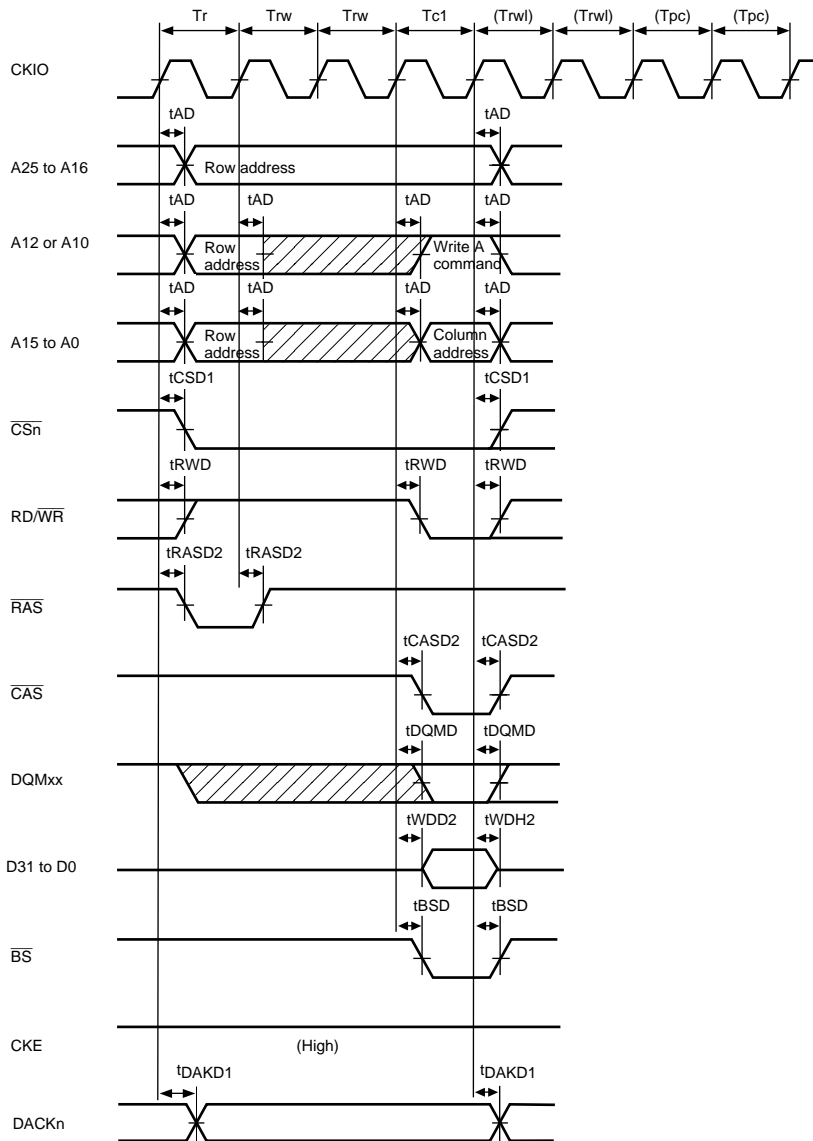 Tr Trw Trw Tc1 (Trwl) (Trwl) (Tpc) (Tpc)
CKIO
tAD tAD
A25 to A16 Row address
tAD tAD tAD tAD
A12 or A10 Row address Write A command
tAD tAD tAD tAD
A15 to A0 Row address Column address
tCSD1 tCSD1
CSn
tRWD tRWD tRWD
RD/WR
tRASD2 tRASD2
RAS
tCASD2 tCASD2
CAS
tDQMD tDQMD
DQMxx
tWDD2 tWDH2
D31 to D0
tBSD tBSD
BS
CKE (High)
tDAKD1 tDAKD1
DACKn